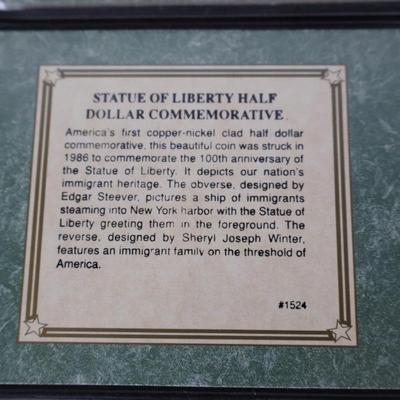 STATUE OF LIBERTY HALF
DOLLAR COMMEMORATIVE
America's first copper-nickel clad half dollar
commemorative, this beautiful coin was struck in
1986 to commemorate the 100th anniversary of
the Statue of Liberty. It depicts our nation's
immigrant heritage. The obverse, designed by
Edgar Steever, pictures a ship of immigrants
steaming into New York harbor with the Statue of
Liberty greeting them in the foreground. The
reverse, designed by Sheryl Joseph Winter,
features an immigrant family on the threshold of
America.
#1524